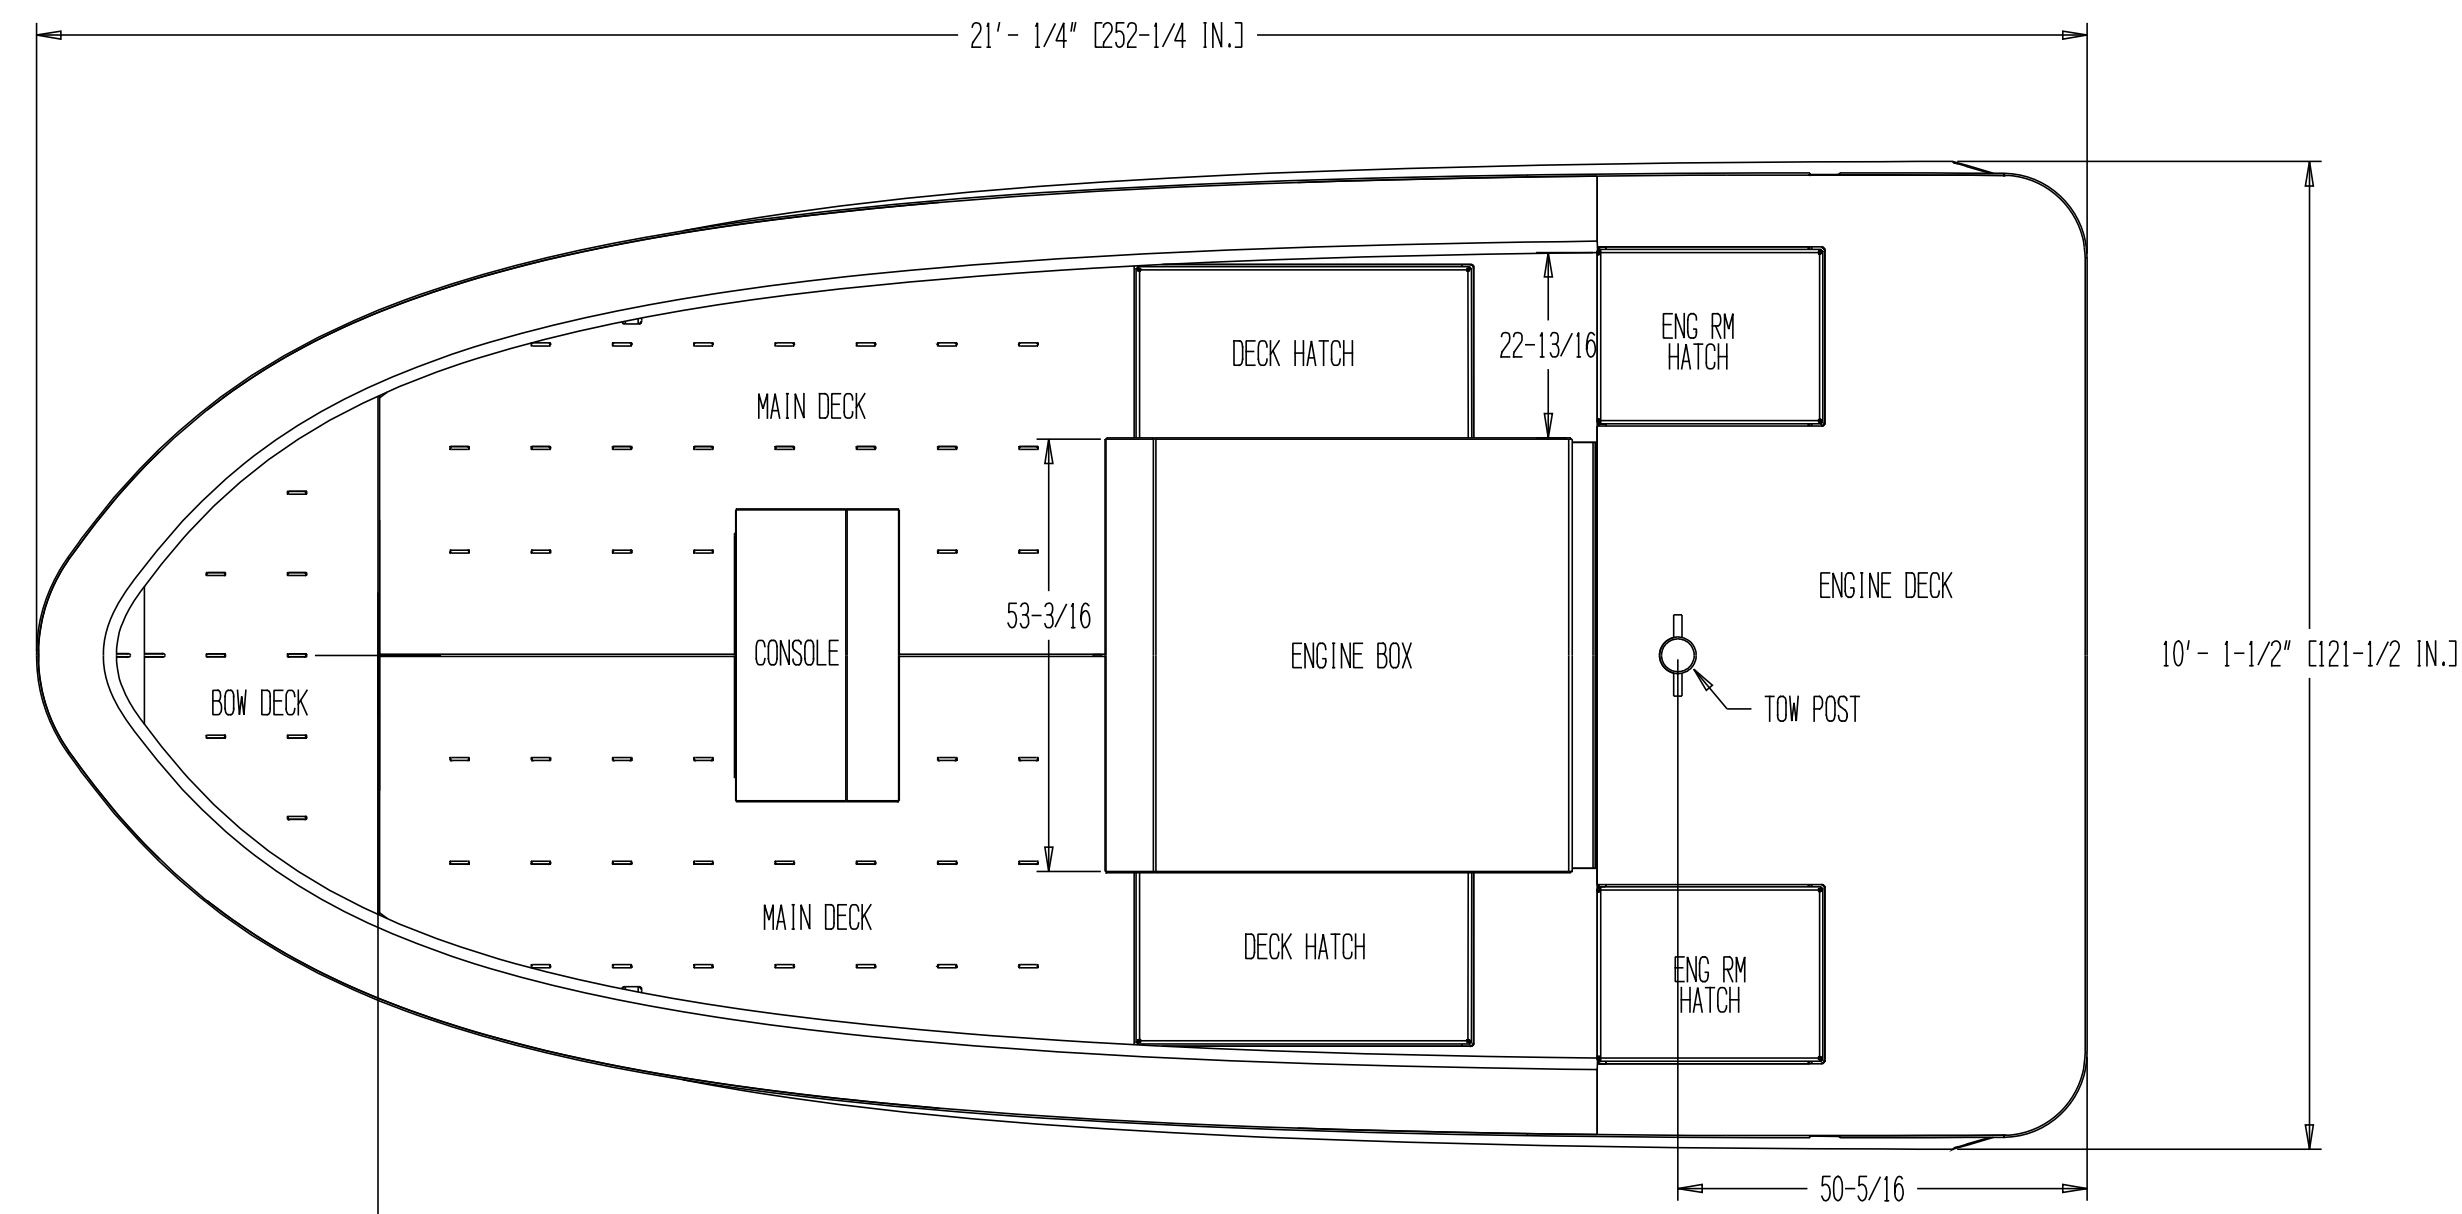 21'- 1/4" [252-1/4 IN.]
DECK HATCH
22-13/16
ENG RM
HATCH
MAIN DECK
53-3/16
ENGINE DECK
CONSOLE
ENGINE BOX
10'- 1-1/2" [121-1/2 IN.]
BOW DECK
TOW POST
MAIN DECK
DECK HATCH
ENG RM
HATCH
50-5/16